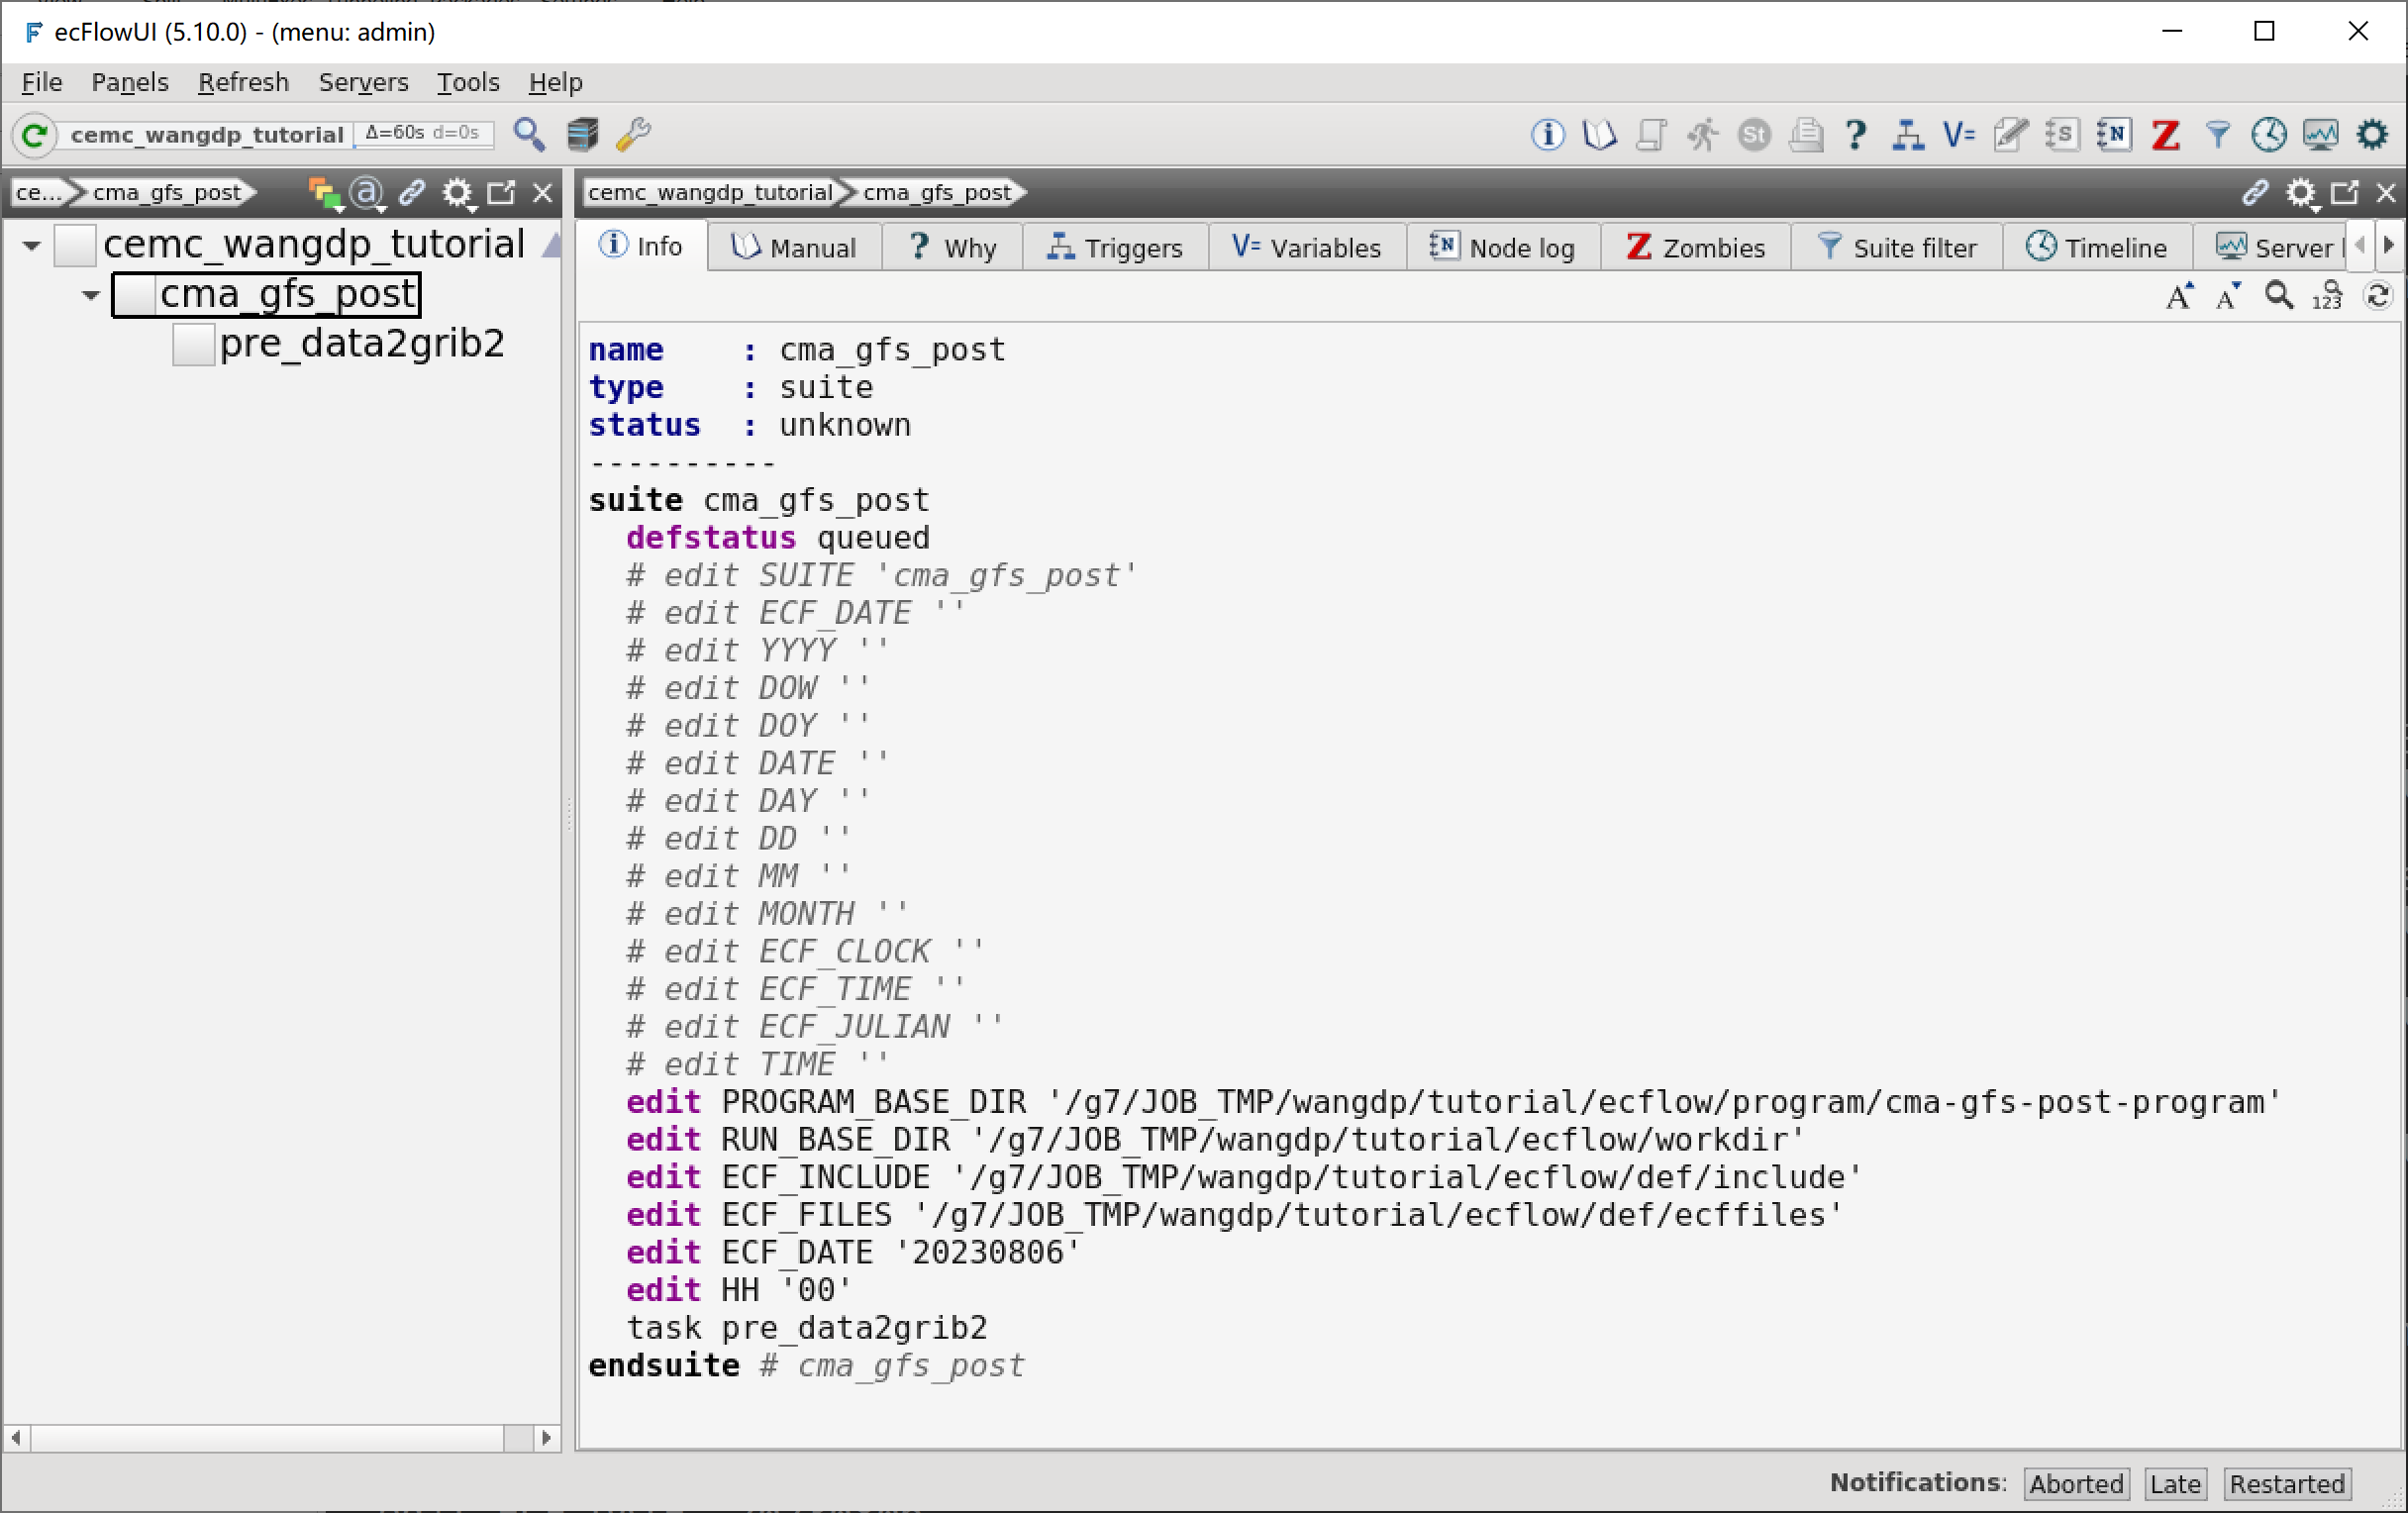 ecFlowUI (5.10.0) - (menu: admin)
File Panels Refresh Servers Tools Help
cemc_wangdp_tutorial Δ=60s d=0s
St V= S N Z
ce... cma_gfs_post
cemc_wangdp_tutorial cma_gfs_post
cemc_wangdp_tutorial
cma_gfs_post
pre_data2grib2
Info Manual Why Triggers V= Variables Node log Zombies Suite filter Timeline Server
name : cma_gfs_post
type : suite
status : unknown
----------
suite cma_gfs_post
defstatus queued
# edit SUITE 'cma_gfs_post'
# edit ECF_DATE ''
# edit YYYY ''
# edit DOW ''
# edit DOY ''
# edit DATE ''
# edit DAY ''
# edit DD ''
# edit MM ''
# edit MONTH ''
# edit ECF_CLOCK ''
# edit ECF_TIME ''
# edit ECF_JULIAN ''
# edit TIME ''
edit PROGRAM_BASE_DIR '/g7/JOB_TMP/wangdp/tutorial/ecflow/program/cma-gfs-post-program'
edit RUN_BASE_DIR '/g7/JOB_TMP/wangdp/tutorial/ecflow/workdir'
edit ECF_INCLUDE '/g7/JOB_TMP/wangdp/tutorial/ecflow/def/include'
edit ECF_FILES '/g7/JOB_TMP/wangdp/tutorial/ecflow/def/ecffiles'
edit ECF_DATE '20230806'
edit HH '00'
task pre_data2grib2
endsuite # cma_gfs_post
Notifications: Aborted Late Restarted